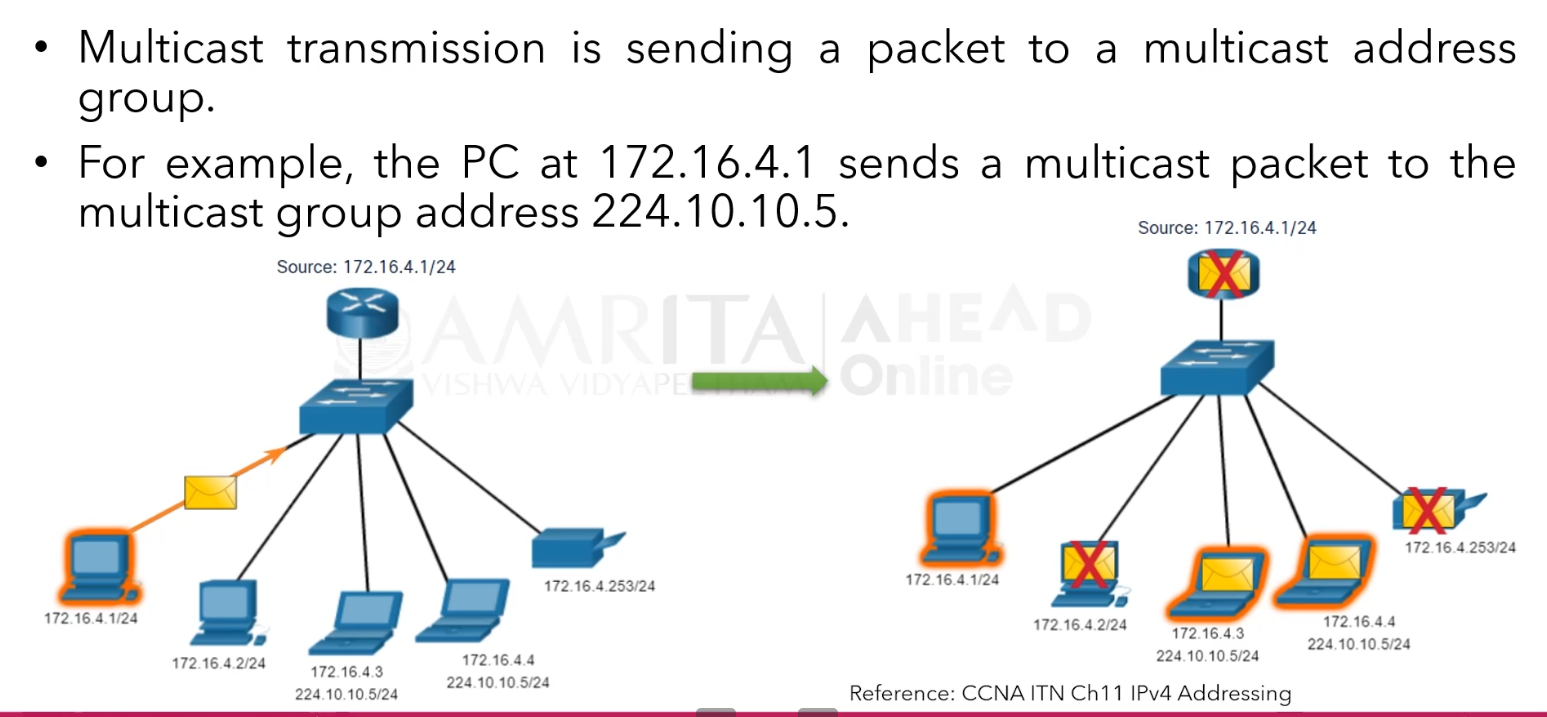 • Multicast transmission is sending a packet to a multicast address
group.
• For example, the PC at 172.16.4.1 sends a multicast packet to the
multicast group address 224.10.10.5.
Source: 172.16.4.1/24
172.16.4.1/24
172.16.4.2/24
172.16.4.3
224.10.10.5/24
172.16.4.4
224.10.10.5/24
172.16.4.253/24
AMRITA AHEAD
VISHWA VIDYAPEETHAM Online
Source: 172.16.4.1/24
172.16.4.1/24
172.16.4.2/24
172.16.4.3
224.10.10.5/24
172.16.4.4
224.10.10.5/24
172.16.4.253/24
Reference: CCNA ITN Ch11 IPv4 Addressing